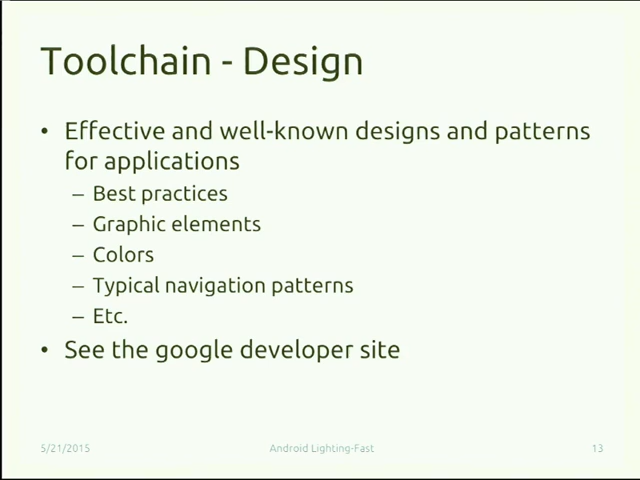 Toolchain - Design
• Effective and well-known designs and patterns
for applications
– Best practices
– Graphic elements
– Colors
– Typical navigation patterns
– Etc.
• See the google developer site
5/21/2015 Android Lighting-Fast 13